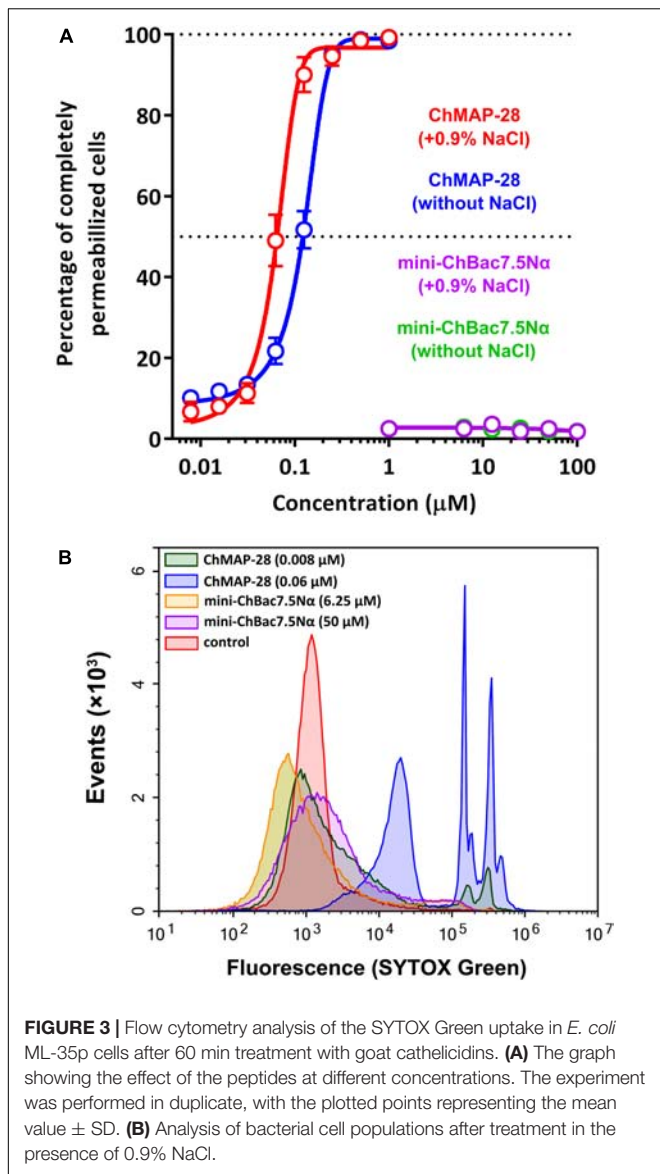 A
100
80
60
40
20
0
Percentage of completely
permeabillized cells
ChMAP-28
(+0.9% NaCl)
ChMAP-28
(without NaCl)
mini-ChBac7.5Nα
(+0.9% NaCl)
mini-ChBac7.5Nα
(without NaCl)
0.01
0.1
1
10
100
Concentration (μM)
B
6
4
2
0
Events (×10³)
ChMAP-28 (0.008 μM)
ChMAP-28 (0.06 μM)
mini-ChBac7.5Nα (6.25 μM)
mini-ChBac7.5Nα (50 μM)
control
10¹
10²
10³
10⁴
10⁵
10⁶
10⁷
Fluorescence (SYTOX Green)
FIGURE 3 | Flow cytometry analysis of the SYTOX Green uptake in E. coli
ML-35p cells after 60 min treatment with goat cathelicidins. (A) The graph
showing the effect of the peptides at different concentrations. The experiment
was performed in duplicate, with the plotted points representing the mean
value ± SD. (B) Analysis of bacterial cell populations after treatment in the
presence of 0.9% NaCl.